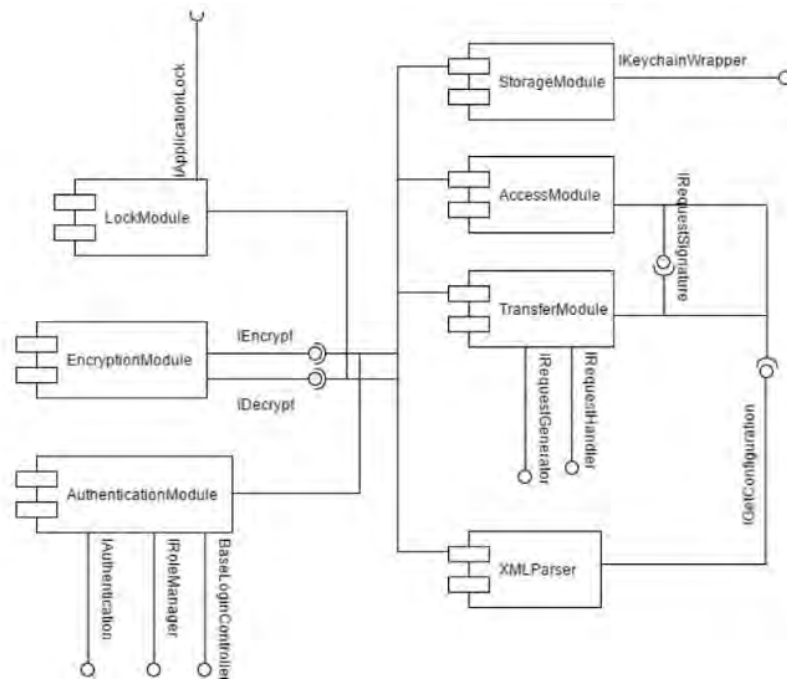 IApplicationLock
LockModule
EncryptionModule
IEncrypt
IDecrypt
AuthenticationModule
IAuthentication
IRoleManager
BaseLoginController
StorageModule
IKeychainWrapper
AccessModule
IRequestSignature
TransferModule
IRequestGenerator
IRequestHandler
IGetConfiguration
XMLParser